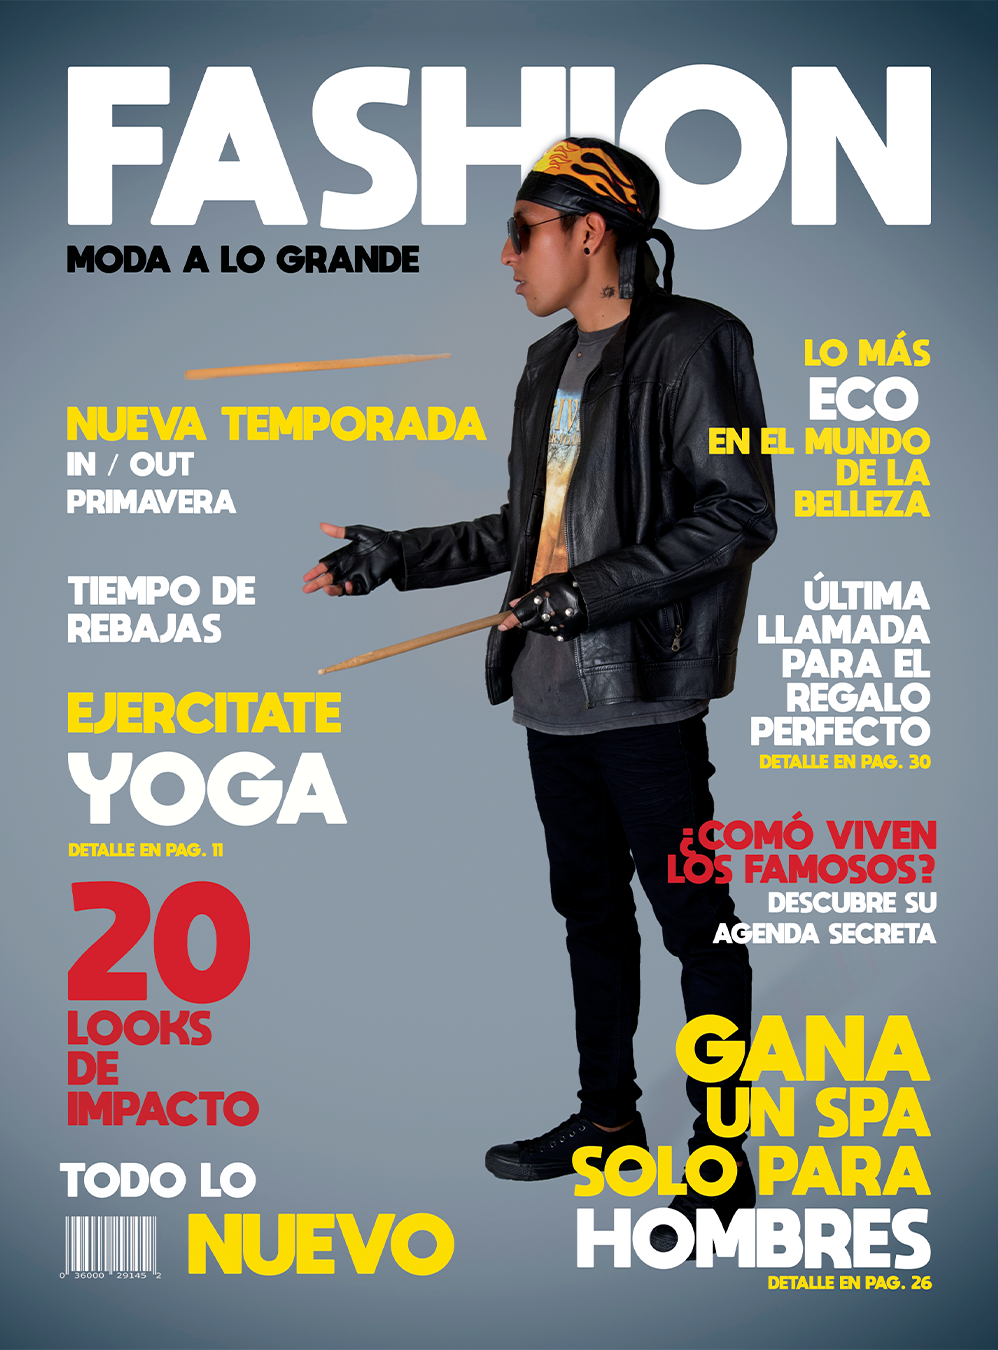 FASHION
MODA A LO GRANDE
NUEVA TEMPORADA
IN / OUT
PRIMAVERA
TIEMPO DE
REBAJAS
EJERCITATE
YOGA
DETALLE EN PAG. 11
20
LOOKS
DE
IMPACTO
TODO LO
NUEVO
0 36000 29145 2
LO MÁS
ECO
EN EL MUNDO
DE LA
BELLEZA
ÚLTIMA
LLAMADA
PARA EL
REGALO
PERFECTO
DETALLE EN PAG. 30
¿COMÓ VIVEN
LOS FAMOSOS?
DESCUBRE SU
AGENDA SECRETA
GANA
UN SPA
SOLO PARA
HOMBRES
DETALLE EN PAG. 26